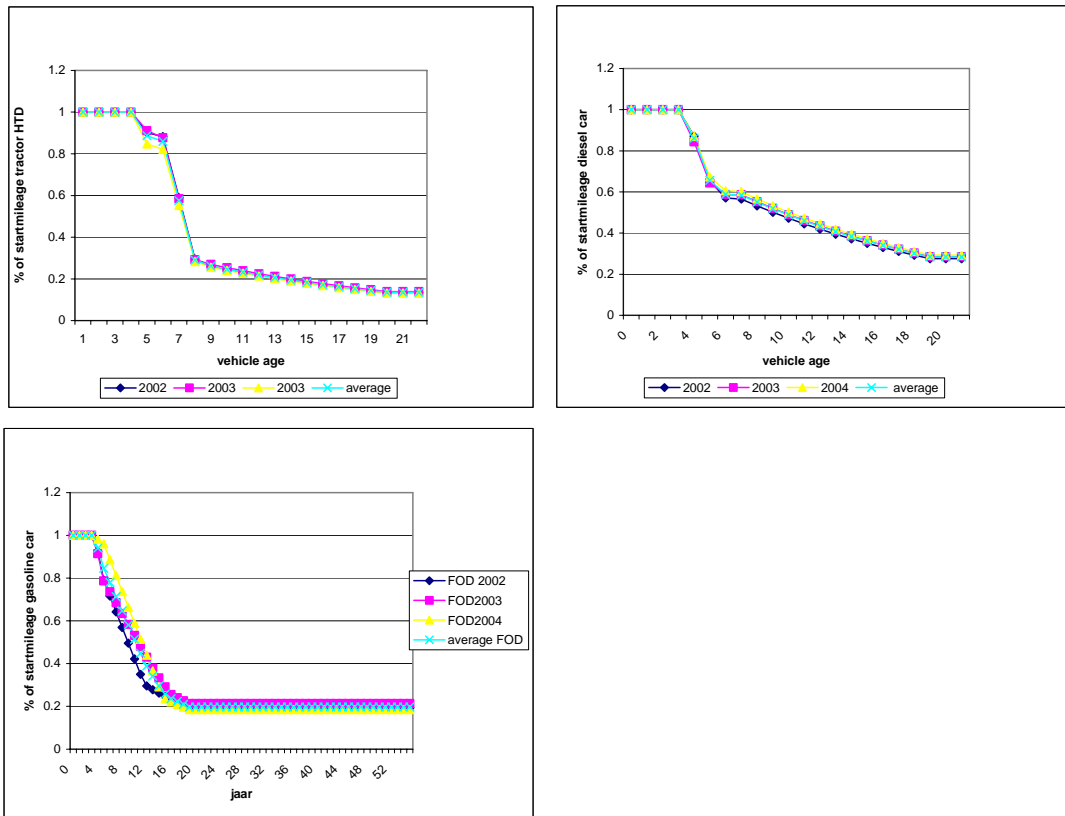 % of startmileage tractor HTD
1.2
1
0.8
0.6
0.4
0.2
0
1 3 5 7 9 11 13 15 17 19 21
vehicle age
2002 2003 2003 average
% of startmileage diesel car
1.2
1
0.8
0.6
0.4
0.2
0
0 2 4 6 8 10 12 14 16 18 20
vehicle age
2002 2003 2004 average
% of startmileage gasoline car
1.2
1
0.8
0.6
0.4
0.2
0
0 4 8 12 16 20 24 28 32 36 40 44 48 52
jaar
FOD 2002
FOD2003
FOD2004
average FOD